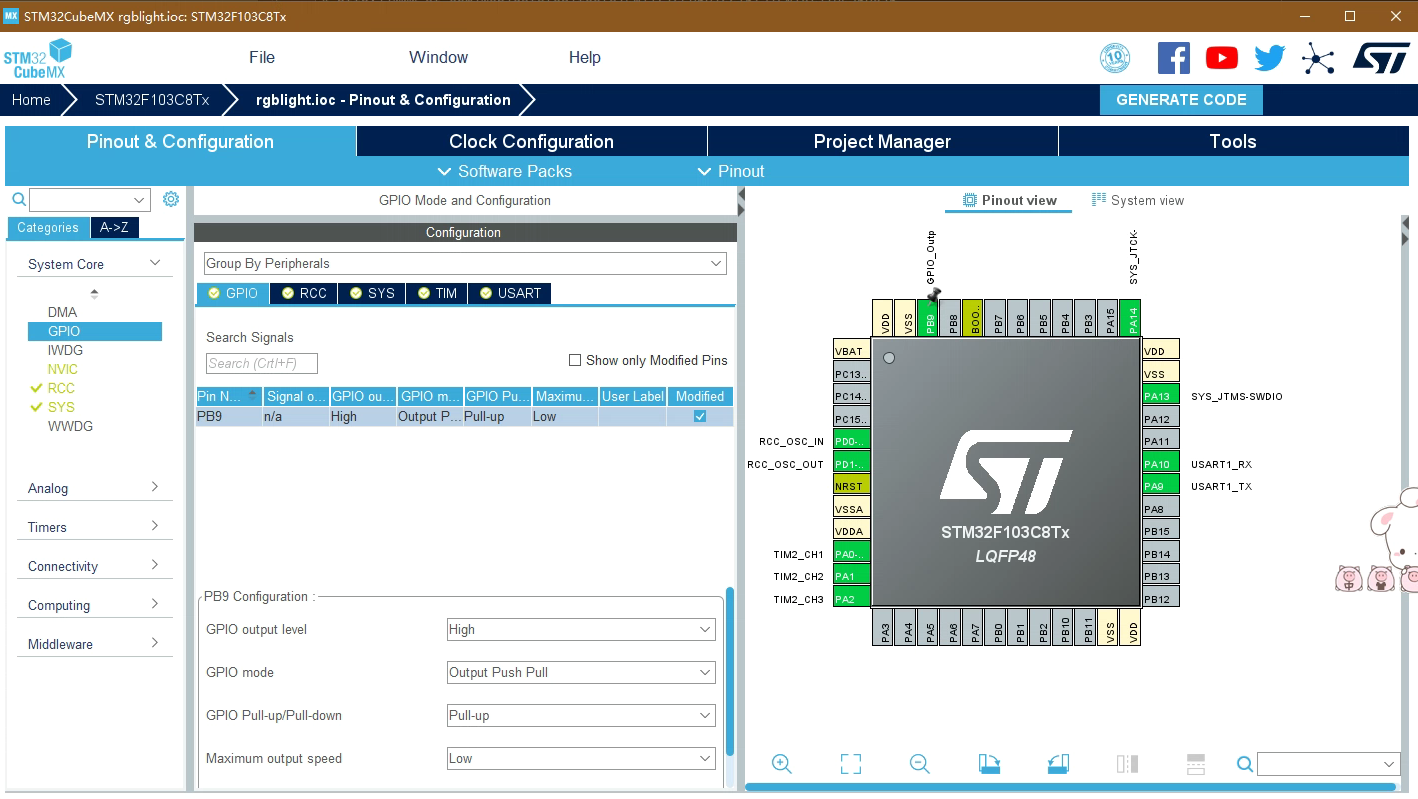 MX STM32CubeMX rgblight.ioc: STM32F103C8Tx
STM32
CubeMX
File Window Help
10
ST
Home STM32F103C8Tx rgblight.ioc - Pinout & Configuration GENERATE CODE
Pinout & Configuration Clock Configuration Project Manager Tools
Software Packs Pinout
GPIO Mode and Configuration
Pinout view System view
Categories A->Z
Configuration
System Core
DMA
GPIO
IWDG
NVIC
RCC
SYS
WWDG
Analog
Timers
Connectivity
Computing
Middleware
Group By Peripherals
GPIO RCC SYS TIM USART
Search Signals
Search (Crtl+F)
Show only Modified Pins
Pin N... Signal o... GPIO ou... GPIO m... GPIO Pu... Maximu... User Label Modified
PB9 n/a High Output P... Pull-up Low
PB9 Configuration :
GPIO output level High
GPIO mode Output Push Pull
GPIO Pull-up/Pull-down Pull-up
Maximum output speed Low
GPIO_Outp
SYS_JTCK-
VDD VSS PB9 PB8 BOO.. PB7 PB6 PB5 PB4 PB3 PA15 PA14
VBAT VDD
PC13.. VSS
PC14.. PA13 SYS_JTMS-SWDIO
PC15.. PA12
RCC_OSC_IN PD0-.. PA11
RCC_OSC_OUT PD1-.. PA10 USART1_RX
NRST PA9 USART1_TX
VSSA PA8
VDDA PB15
TIM2_CH1 PA0-.. PB14
TIM2_CH2 PA1 PB13
TIM2_CH3 PA2 PB12
ST
STM32F103C8Tx
LQFP48
PA3 PA4 PA5 PA6 PA7 PB0 PB1 PB2 PB10 PB11 VSS VDD